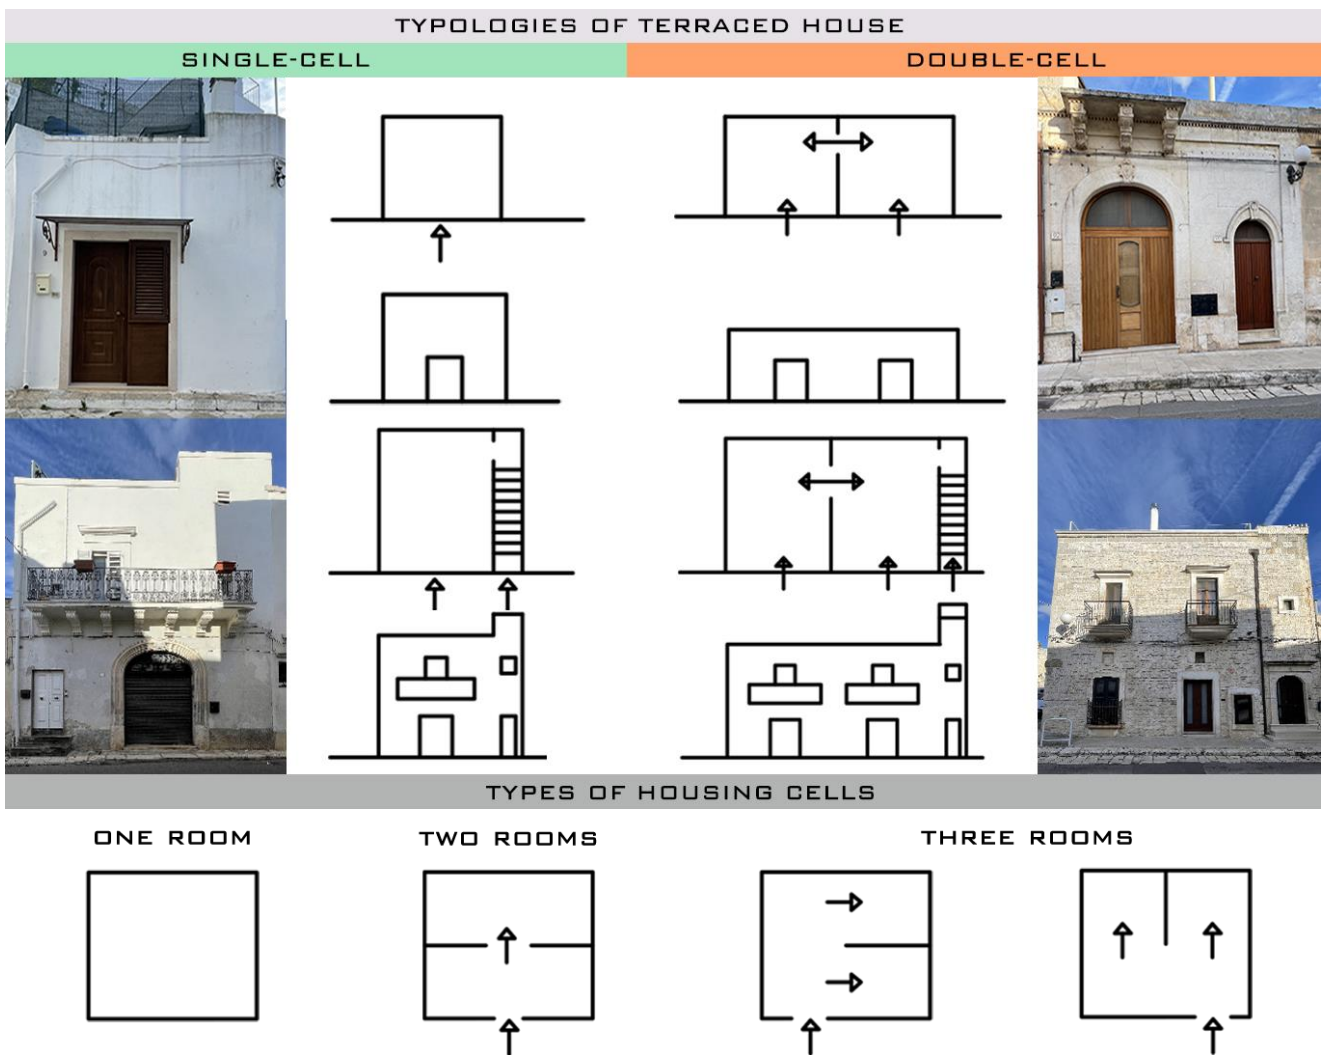 TYPOLOGIES OF TERRACED HOUSE
SINGLE-CELL
DOUBLE-CELL
TYPES OF HOUSING CELLS
ONE ROOM
TWO ROOMS
THREE ROOMS